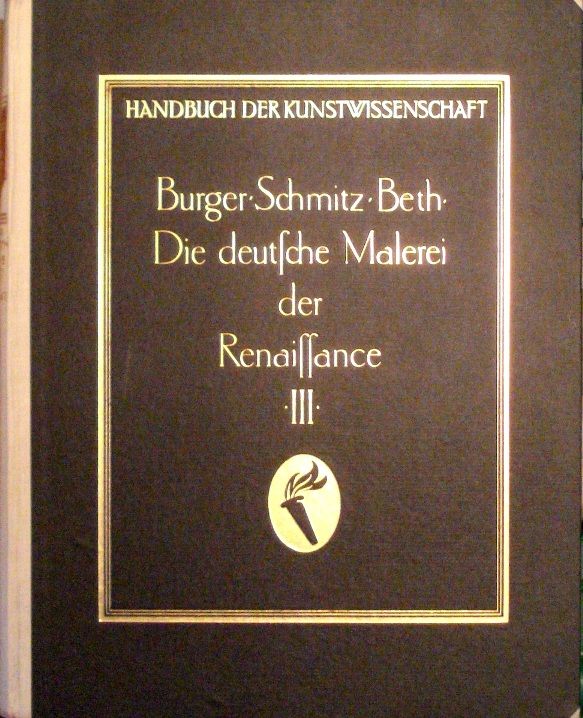 HANDBUCH DER KUNSTWISSENSCHAFT
Burger·Schmitz·Beth·
Die deutſche Malerei
der
Renaiſſance
·III·